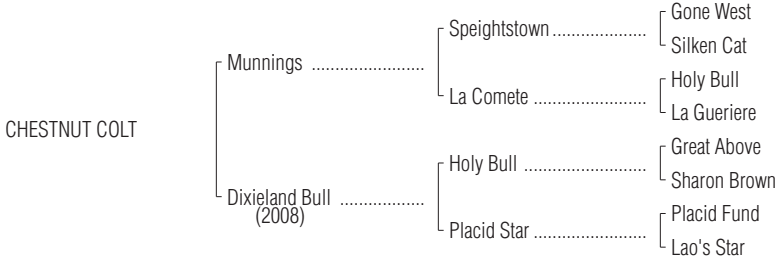 Gone West
Speightstown ....................
Silken Cat
Munnings ........................
Holy Bull
La Comete ........................
La Gueriere
CHESTNUT COLT
Great Above
Holy Bull ..........................
Sharon Brown
Dixieland Bull ..................
(2008)
Placid Fund
Placid Star ........................
Lao's Star